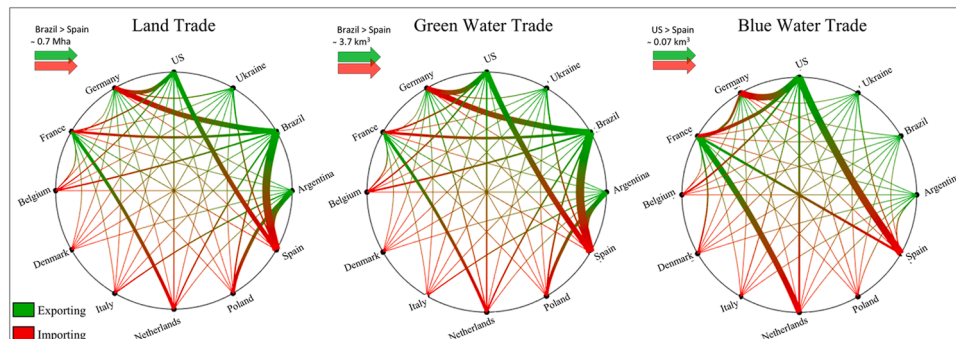 Land Trade
Brazil > Spain
~ 0.7 Mha
US
Ukraine
Brazil
Argentina
Spain
Poland
Netherlands
Italy
Denmark
Belgium
France
Germany
Exporting
Importing
Green Water Trade
Brazil > Spain
~ 3.7 km³
US
Ukraine
Brazil
Argentina
Spain
Poland
Netherlands
Italy
Denmark
Belgium
France
Germany
Blue Water Trade
US > Spain
~ 0.07 km³
US
Ukraine
Brazil
Argentina
Spain
Poland
Netherlands
Italy
Denmark
Belgium
France
Germany